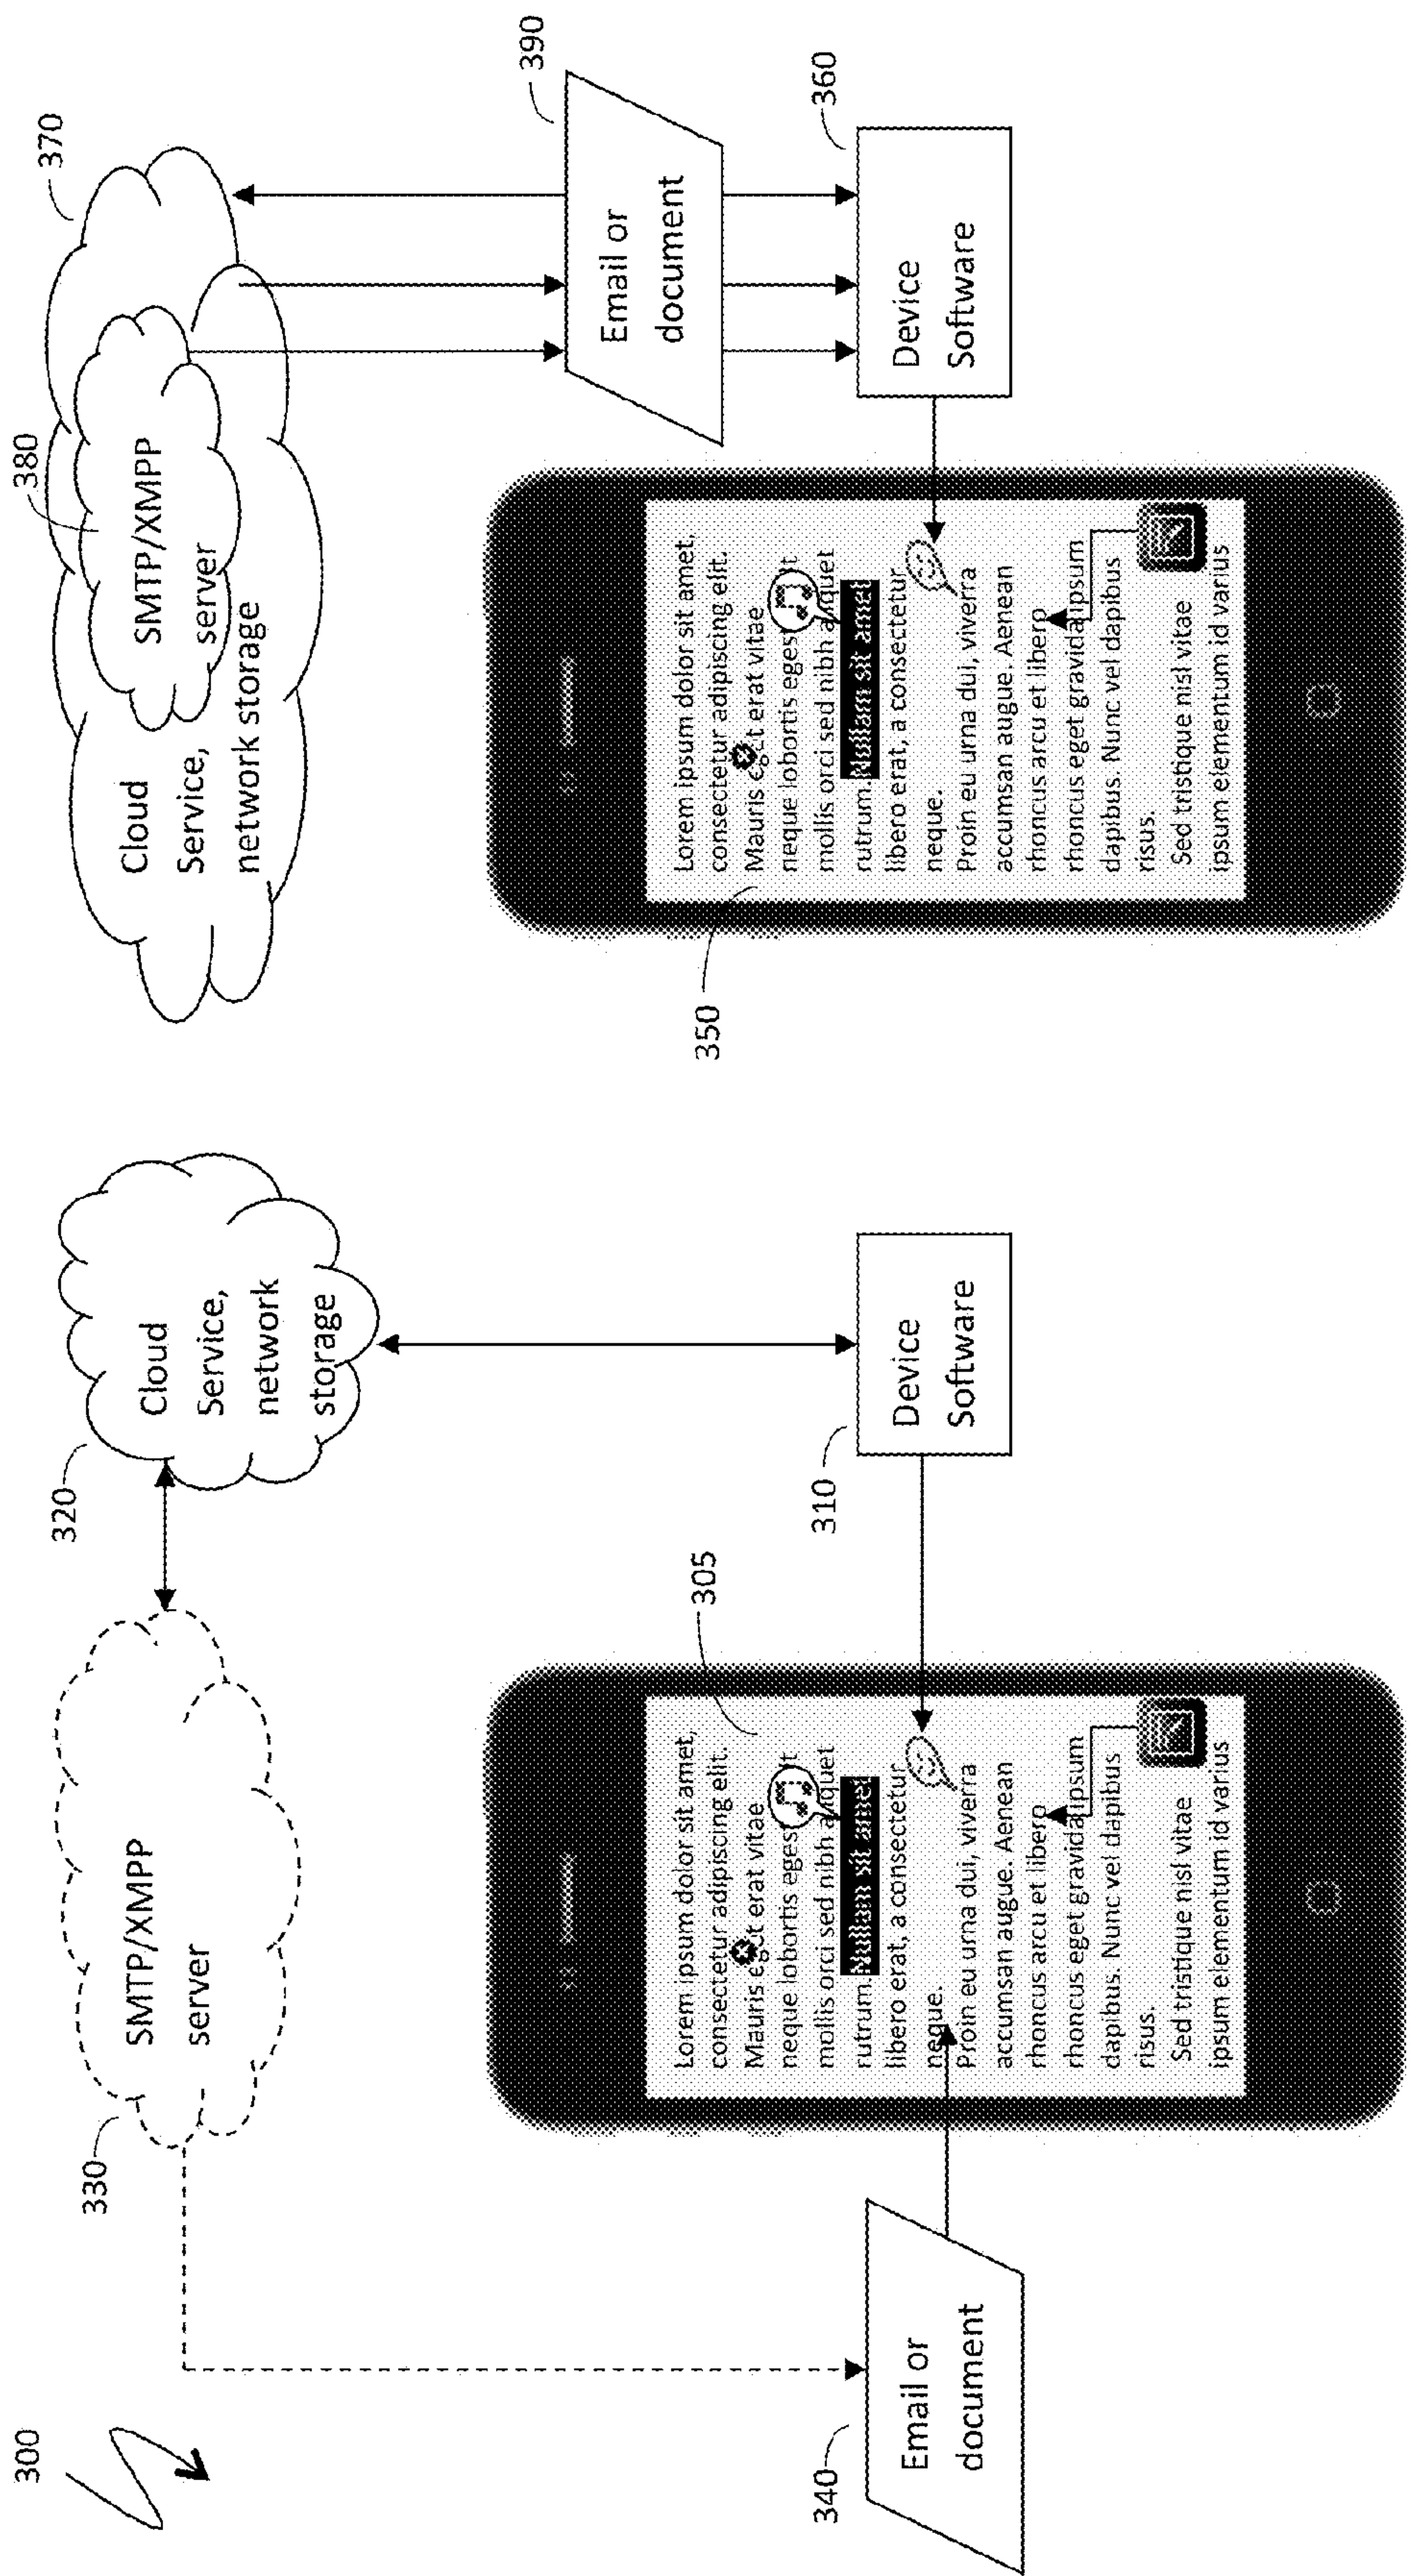 300
330
SMTP/XMPP
server
320
Cloud
Service,
network
storage
340
Email or
document
305
Lorem ipsum dolor sit amet,
consectetur adipiscing elit.
Mauris eget erat vitae
neque lobortis
mollis orci sed nibh aliquet
rutrum. Nullam sit amet
libero erat, a consectetur
neque.
Proin eu urna dui, viverra
accumsan augue. Aenean
rhoncus arcu et libero
rhoncus eget gravida ipsum
dapibus. Nunc vel dapibus
risus.
Sed tristique nisl vitae
ipsum elementum id varius
310
Device
Software
370
380
SMTP/XMPP
server
Cloud
Service,
network storage
350
Lorem ipsum dolor sit amet,
consectetur adipiscing elit.
Mauris eget erat vitae
neque lobortis
mollis orci sed nibh aliquet
rutrum. Nullam sit amet
libero erat, a consectetur
neque.
Proin eu urna dui, viverra
accumsan augue. Aenean
rhoncus arcu et libero
rhoncus eget gravida ipsum
dapibus. Nunc vel dapibus
risus.
Sed tristique nisl vitae
ipsum elementum id varius
390
Email or
document
360
Device
Software